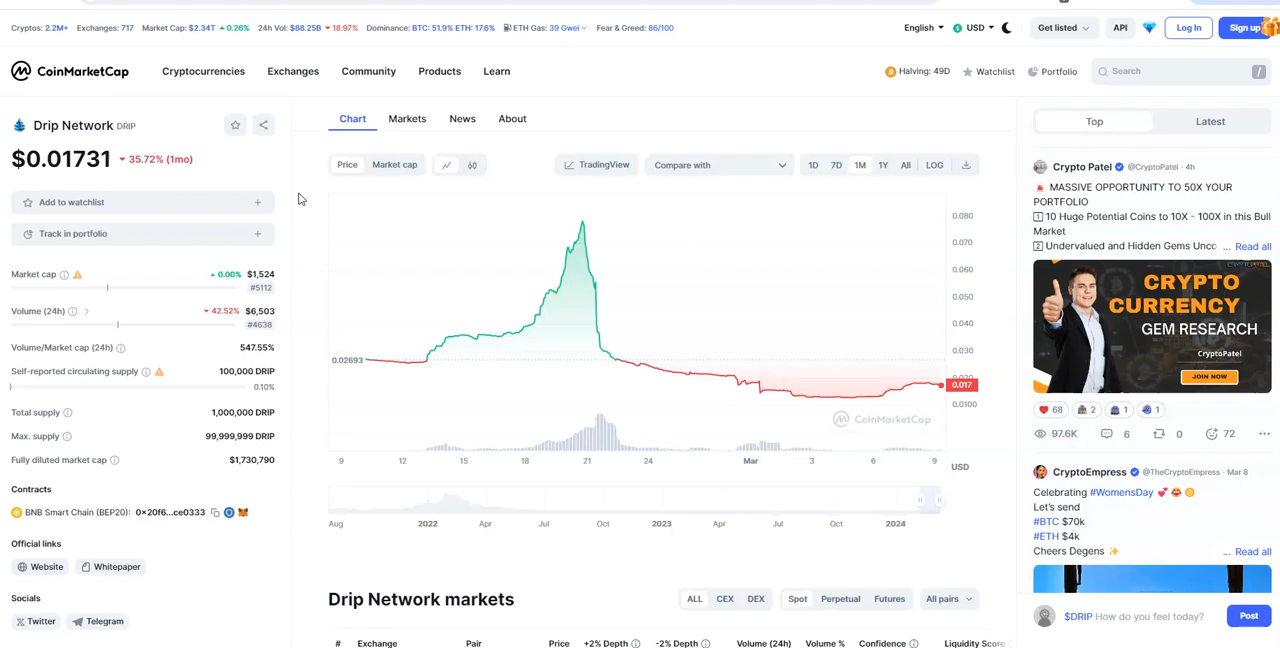 Cryptos: 2.2M+ Exchanges: 717 Market Cap: $2.34T 0.26% 24h Vol: $88.25B 18.97% Dominance: BTC: 51.9% ETH: 17.6% ETH Gas: 39 Gwei Fear & Greed: 86/100
English USD Get listed API Log In Sign up
CoinMarketCap Cryptocurrencies Exchanges Community Products Learn Halving: 49D Watchlist Portfolio Search /
Drip Network DRIP
$0.01731 35.72% (1mo)
Add to watchlist +
Track in portfolio +
Market cap 0.00% $1,524
#5112
Volume (24h) 42.52% $6,503
#4638
Volume/Market cap (24h) 547.55%
Self-reported circulating supply 100,000 DRIP
0.10%
Total supply 1,000,000 DRIP
Max. supply 99,999,999 DRIP
Fully diluted market cap $1,730,790
Contracts
BNB Smart Chain (BEP20): 0x20f6...ce0333
Official links
Website Whitepaper
Socials
Twitter Telegram
Chart Markets News About
Price Market cap TradingView Compare with 1D 7D 1M 1Y All LOG
0.080
0.070
0.060
0.050
0.040
0.030
0.02693
0.020
0.017
0.0100
CoinMarketCap
9 12 15 18 21 24 Mar 3 6 9 USD
Aug 2022 Apr Jul Oct 2023 Apr Jul Oct 2024
Drip Network markets ALL CEX DEX Spot Perpetual Futures All pairs
# Exchange Pair Price +2% Depth -2% Depth Volume (24h) Volume % Confidence Liquidity Score
Top Latest
Crypto Patel @CryptoPatel · 4h
MASSIVE OPPORTUNITY TO 50X YOUR
PORTFOLIO
1 10 Huge Potential Coins to 10X - 100X in this Bull
Market
2 Undervalued and Hidden Gems Unco ... Read all
CRYPTOPATEL
CRYPTO
CURRENCY
GEM RESEARCH
CryptoPatel
JOIN NOW
68 2 1 1
97.6K 6 0 72
CryptoEmpress @TheCryptoEmpress · Mar 8
Celebrating #WomensDay
Let's send
#BTC $70k
#ETH $4k
Cheers Degens ... Read all
$DRIP How do you feel today? Post